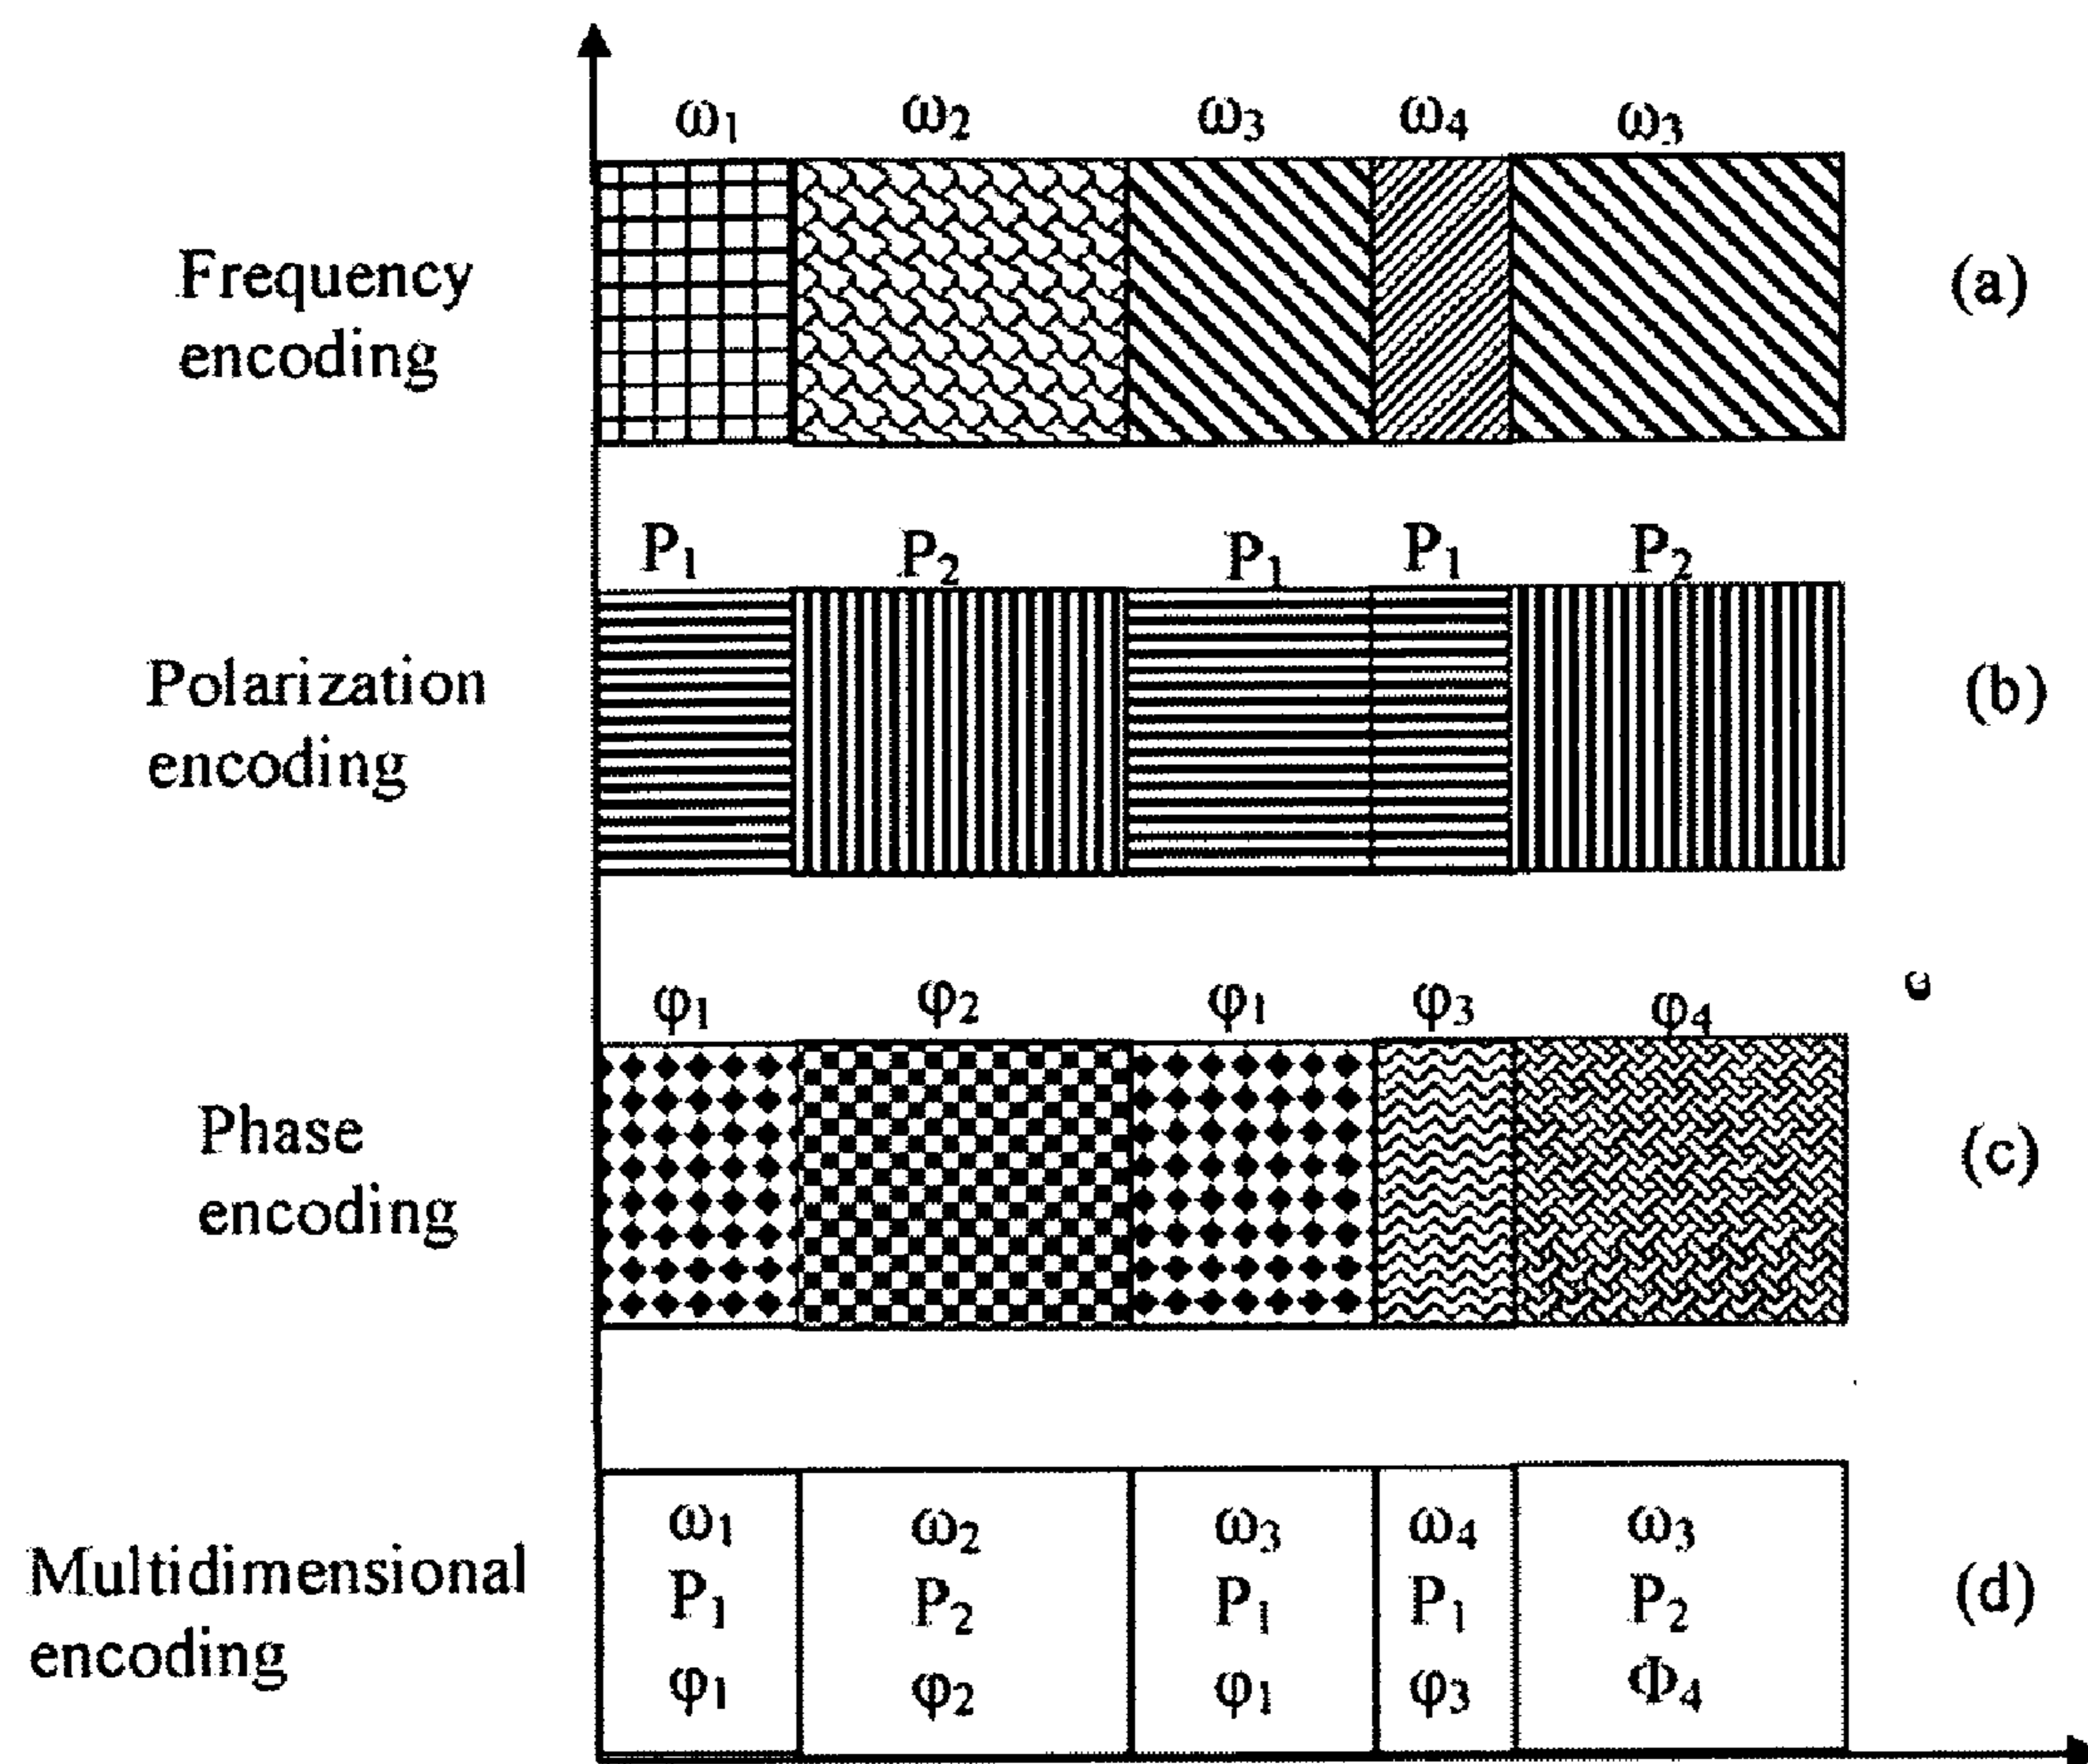 ω₁ ω₂ ω₃ ω₄ ω₃
Frequency
encoding
(a)
P₁ P₂ P₁ P₁ P₂
Polarization
encoding
(b)
φ₁ φ₂ φ₁ φ₃ φ₄
Phase
encoding
(c)
Multidimensional
encoding
ω₁ ω₂ ω₃ ω₄ ω₃
P₁ P₂ P₁ P₁ P₂
φ₁ φ₂ φ₁ φ₃ Φ₄
(d)